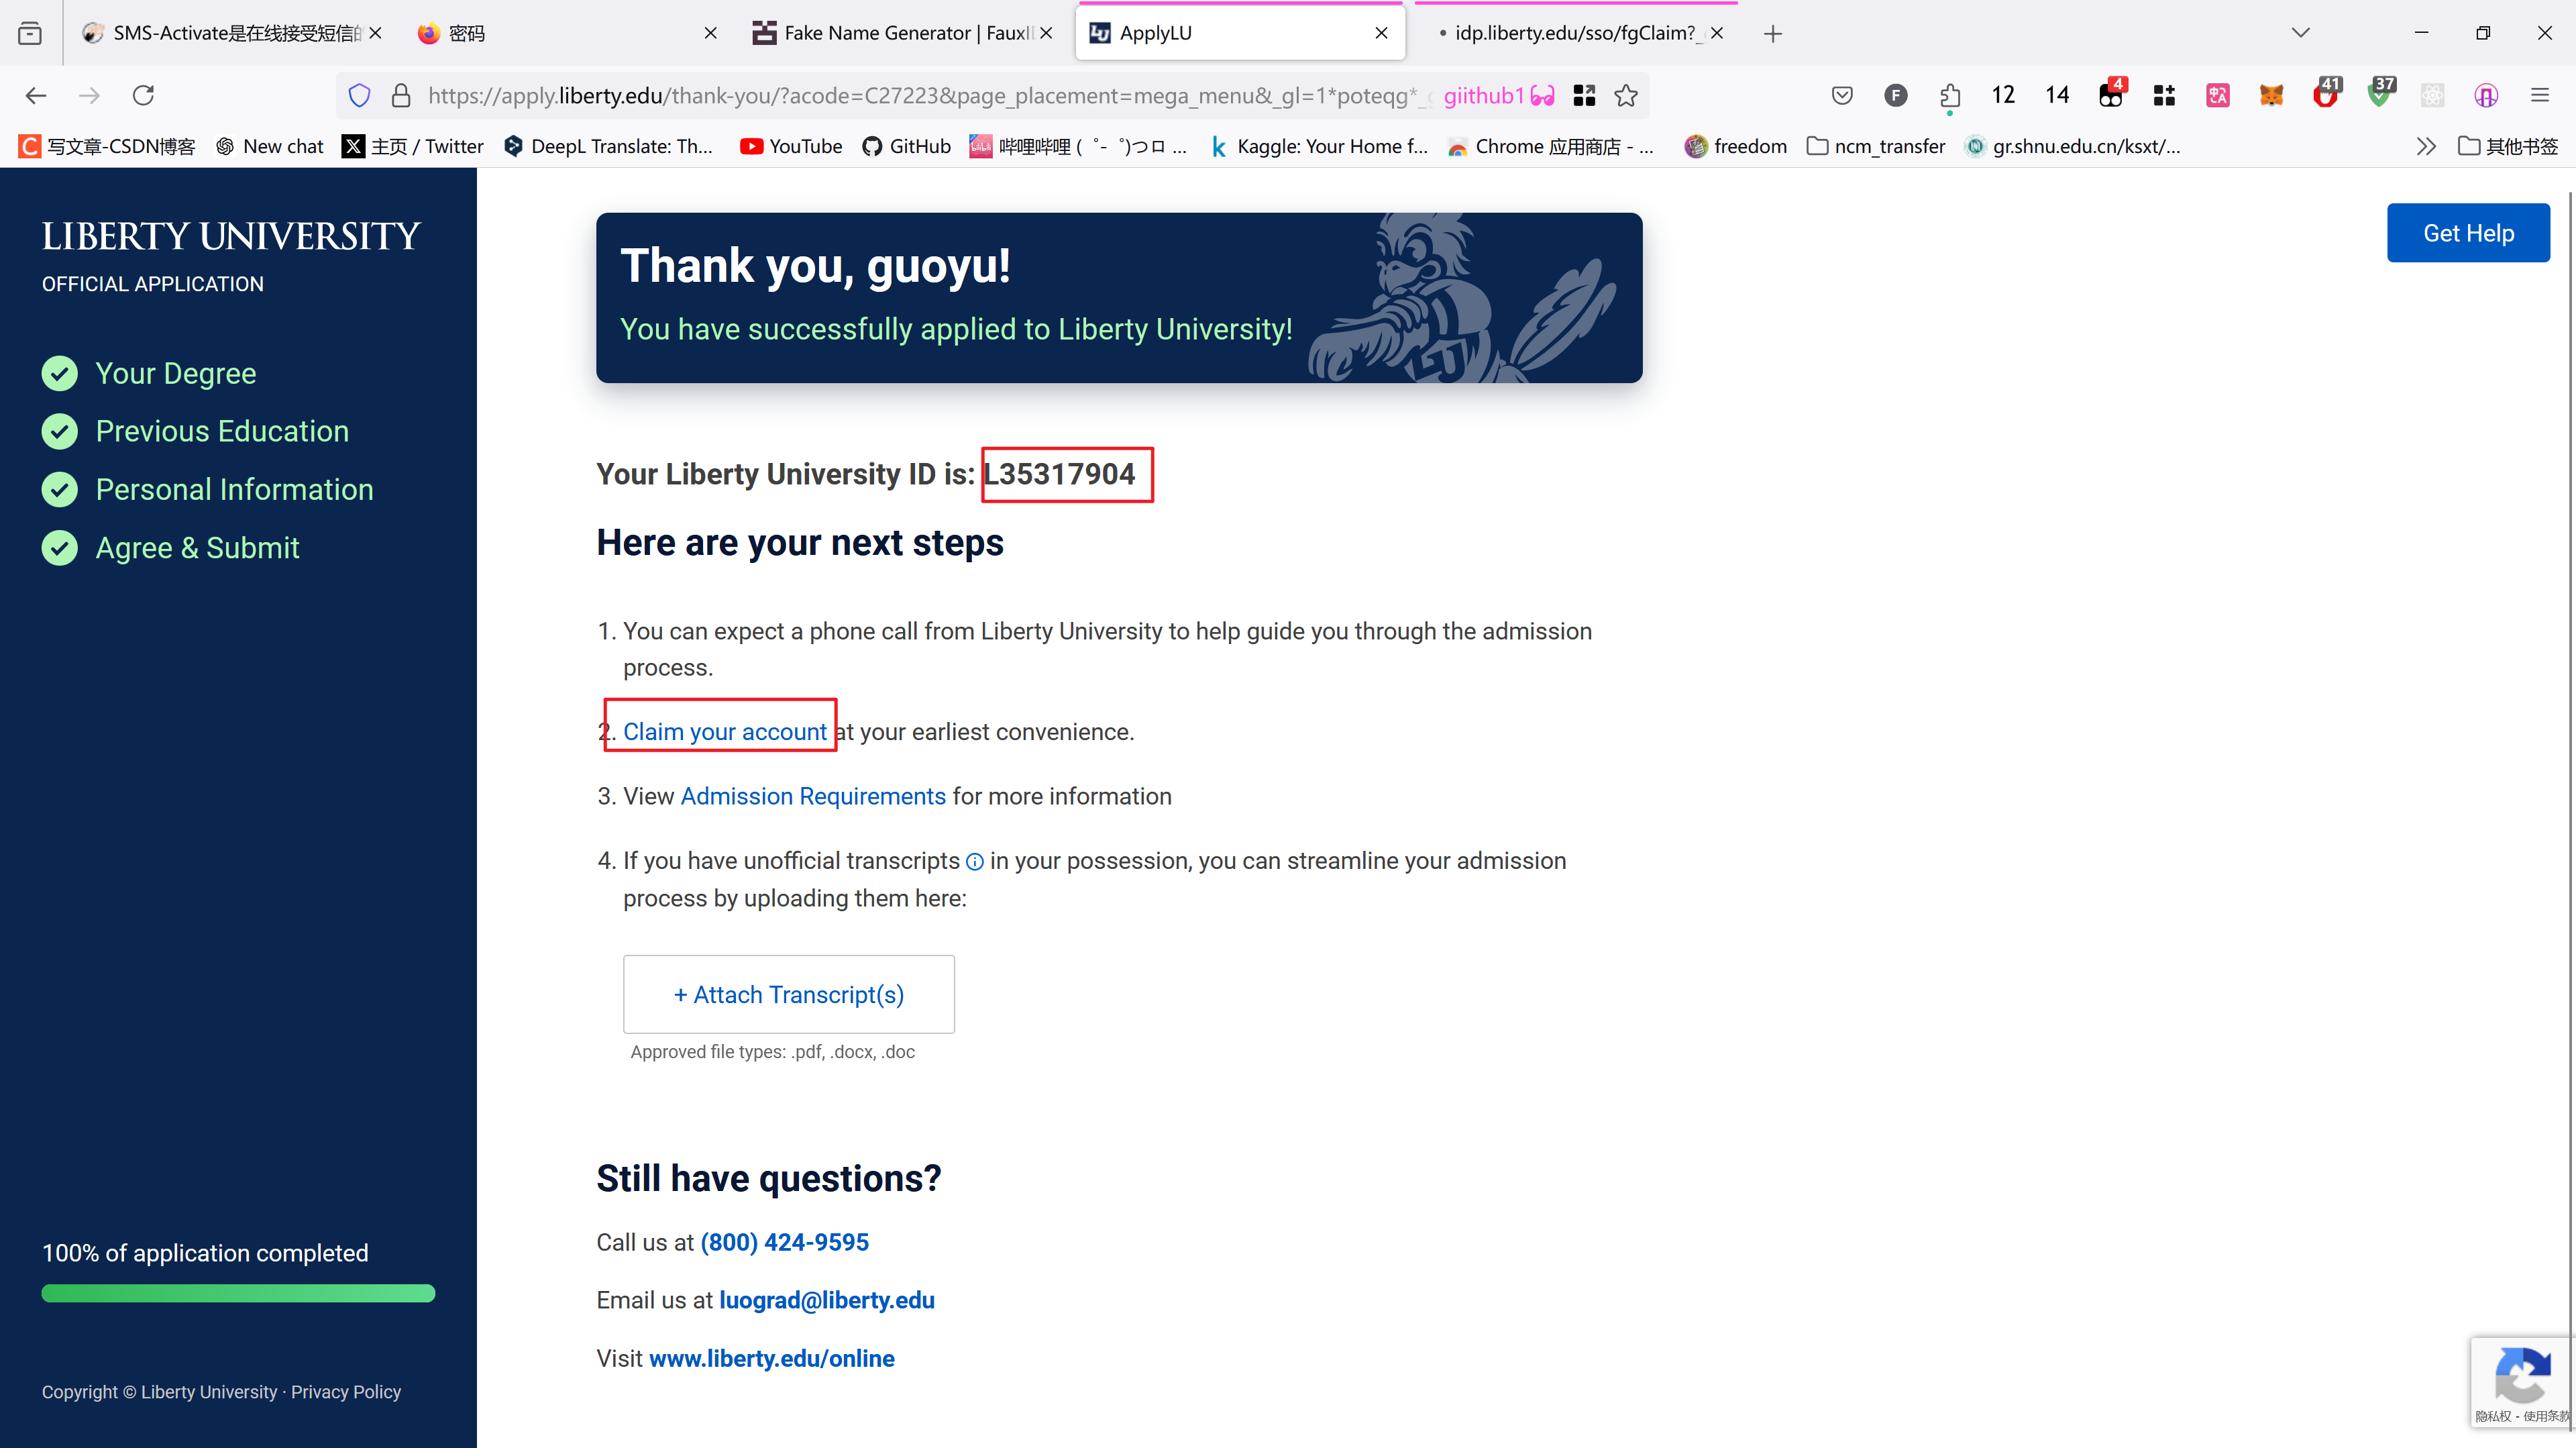 SMS-Activate是在线接受短信的
密码
Fake Name Generator | FauxI
ApplyLU
idp.liberty.edu/sso/fgClaim?_
https://apply.liberty.edu/thank-you/?acode=C27223&page_placement=mega_menu&_gl=1*poteqg*_
giithub1
F
12
14
4
41
37
写文章-CSDN博客
New chat
主页 / Twitter
DeepL Translate: Th...
YouTube
GitHub
哔哩哔哩 ( ゜- ゜)つロ ...
Kaggle: Your Home f...
Chrome 应用商店 - ...
freedom
ncm_transfer
gr.shnu.edu.cn/ksxt/...
其他书签
LIBERTY UNIVERSITY
OFFICIAL APPLICATION
Your Degree
Previous Education
Personal Information
Agree & Submit
100% of application completed
Copyright © Liberty University · Privacy Policy
Get Help
Thank you, guoyu!
You have successfully applied to Liberty University!
Your Liberty University ID is: L35317904
Here are your next steps
1. You can expect a phone call from Liberty University to help guide you through the admission
process.
2. Claim your account at your earliest convenience.
3. View Admission Requirements for more information
4. If you have unofficial transcripts in your possession, you can streamline your admission
process by uploading them here:
+ Attach Transcript(s)
Approved file types: .pdf, .docx, .doc
Still have questions?
Call us at (800) 424-9595
Email us at luograd@liberty.edu
Visit www.liberty.edu/online
隐私权 - 使用条款